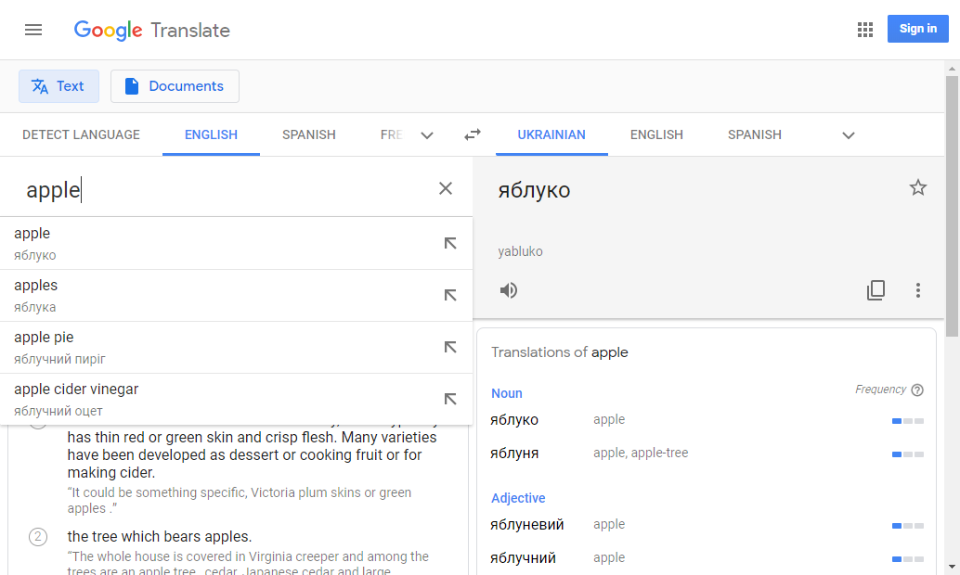 Google Translate
Sign in
Text
Documents
DETECT LANGUAGE
ENGLISH
SPANISH
FRE
UKRAINIAN
ENGLISH
SPANISH
apple
apple
яблуко
apples
яблука
apple pie
яблучний пиріг
apple cider vinegar
яблучний оцет
has thin red or green skin and crisp flesh. Many varieties
have been developed as dessert or cooking fruit or for
making cider.
“It could be something specific, Victoria plum skins or green
apples .”
2 the tree which bears apples.
“The whole house is covered in Virginia creeper and among the
trees are an apple tree , cedar, Japanese cedar and large
яблуко
yabluko
Translations of apple
Noun
Frequency
яблуко apple
яблуня apple, apple-tree
Adjective
яблуневий apple
яблучний apple